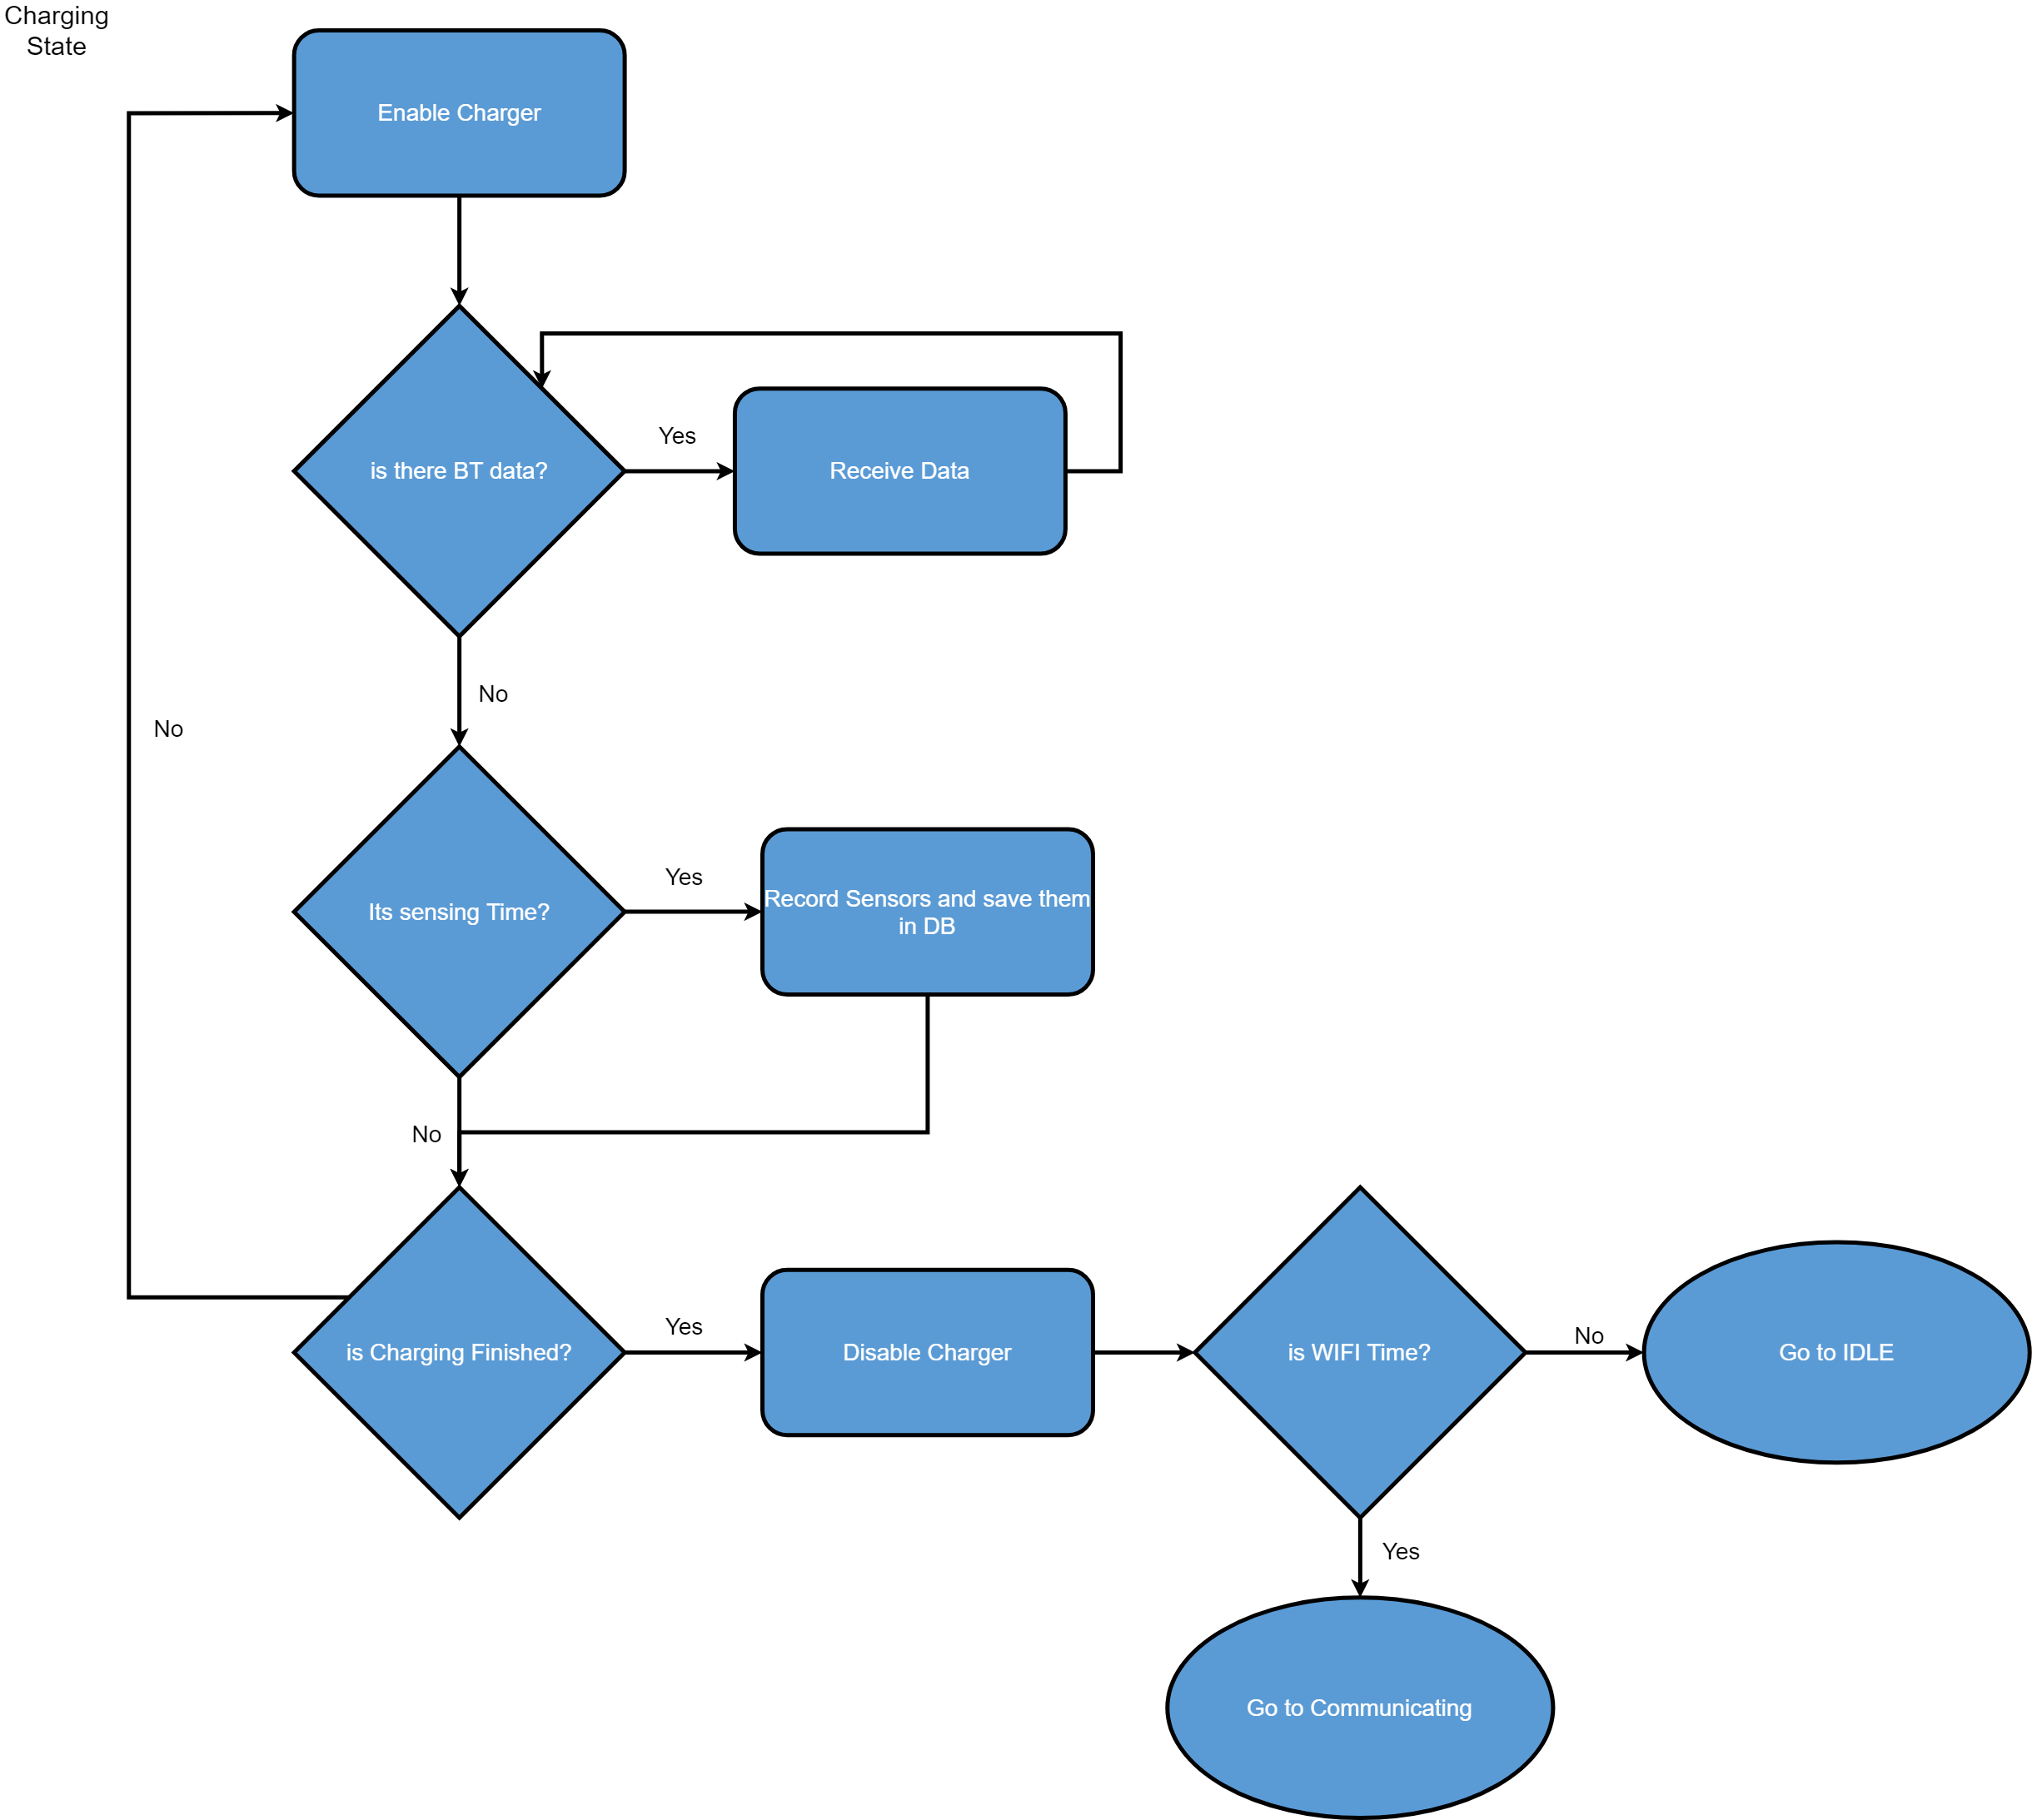 Charging
State
Enable Charger
is there BT data?
Yes
Receive Data
No
No
Its sensing Time?
Yes
Record Sensors and save them
in DB
No
is Charging Finished?
Yes
Disable Charger
is WIFI Time?
No
Go to IDLE
Yes
Go to Communicating